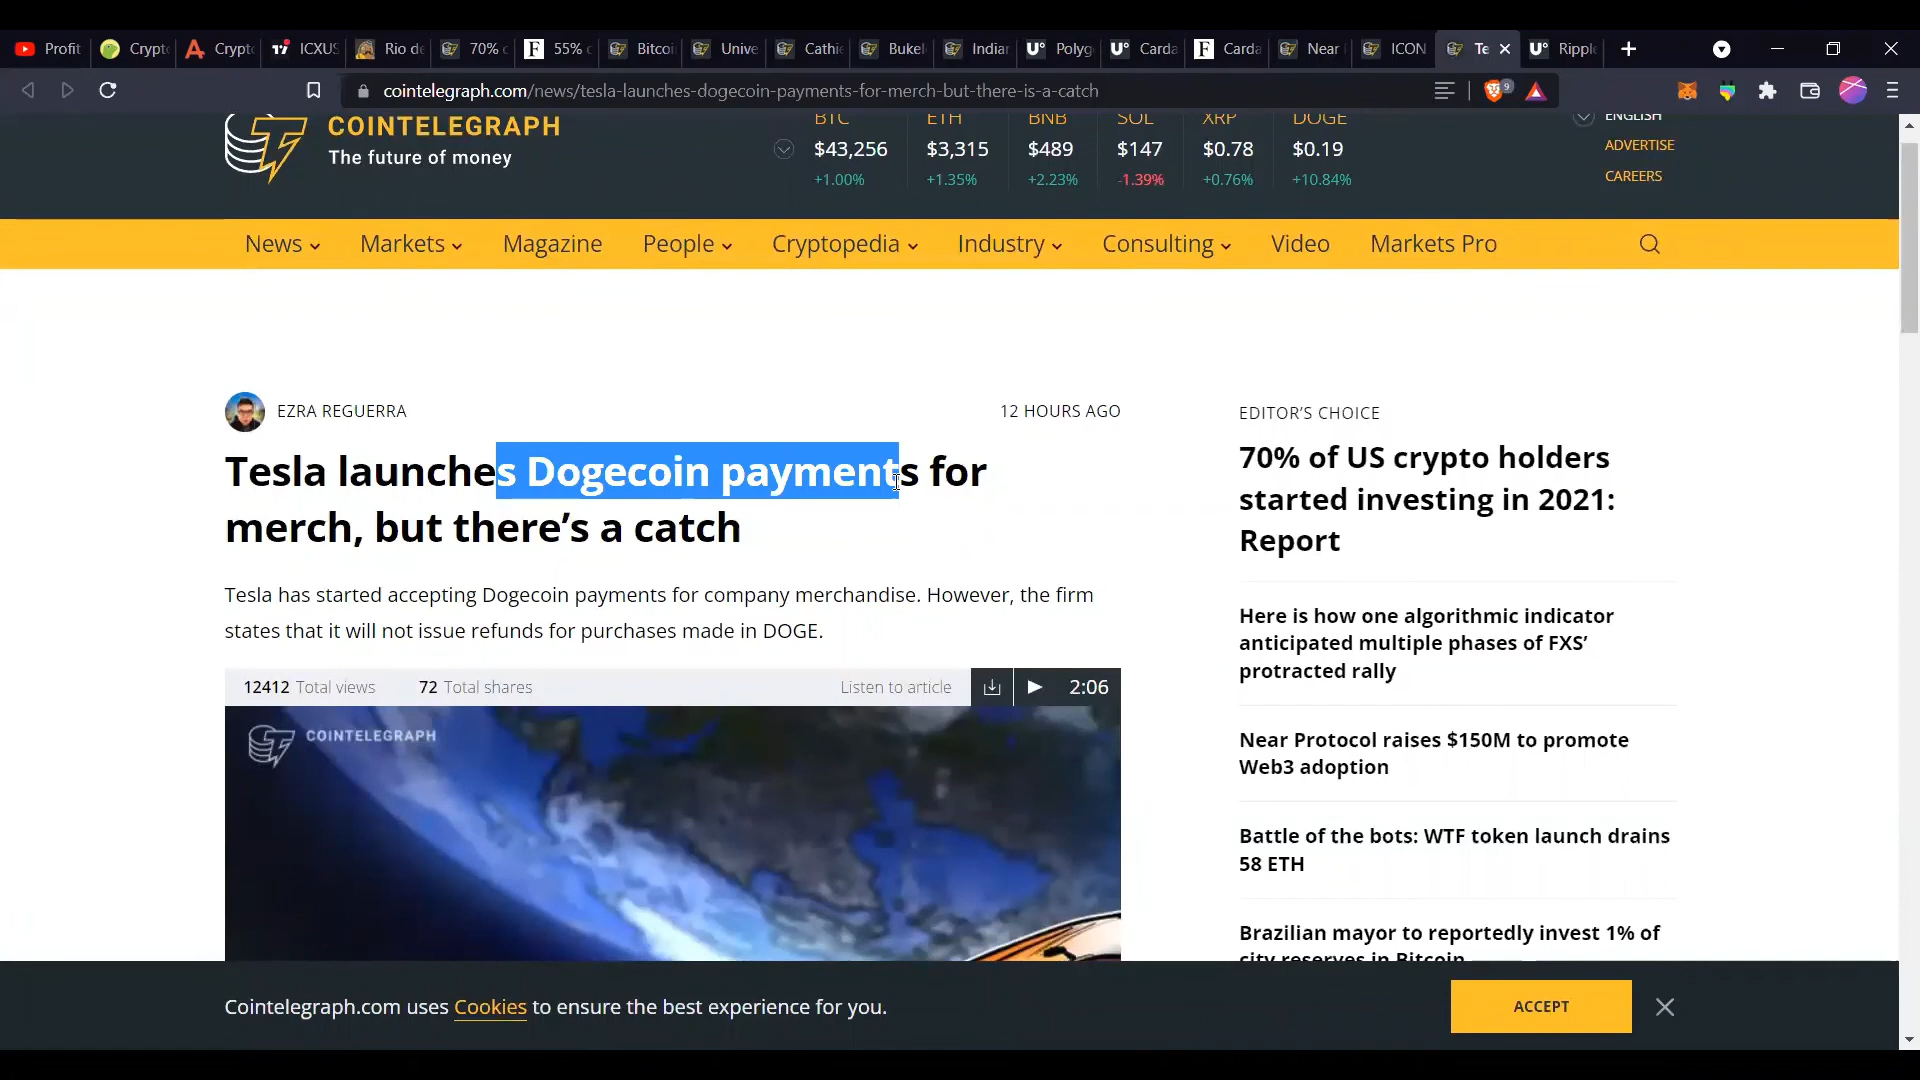 Profit
Crypto
Crypto
ICXUS
Rio de
70% o
55% o
Bitcoi
Unive
Cathi
Bukel
Indian
Polyg
Carda
Carda
Near
ICON
Te
Ripple
cointelegraph.com/news/tesla-launches-dogecoin-payments-for-merch-but-there-is-a-catch
9
COINTELEGRAPH
The future of money
BTC ETH BNB SOL XRP DOGE
$43,256 $3,315 $489 $147 $0.78 $0.19
+1.00% +1.35% +2.23% -1.39% +0.76% +10.84%
ENGLISH
ADVERTISE
CAREERS
News Markets Magazine People Cryptopedia Industry Consulting Video Markets Pro
EZRA REGUERRA
12 HOURS AGO
Tesla launches Dogecoin payments for
merch, but there’s a catch
Tesla has started accepting Dogecoin payments for company merchandise. However, the firm
states that it will not issue refunds for purchases made in DOGE.
12412 Total views 72 Total shares Listen to article 2:06
COINTELEGRAPH
EDITOR’S CHOICE
70% of US crypto holders
started investing in 2021:
Report
Here is how one algorithmic indicator
anticipated multiple phases of FXS’
protracted rally
Near Protocol raises $150M to promote
Web3 adoption
Battle of the bots: WTF token launch drains
58 ETH
Brazilian mayor to reportedly invest 1% of
city reserves in Bitcoin
Cointelegraph.com uses Cookies to ensure the best experience for you.
ACCEPT